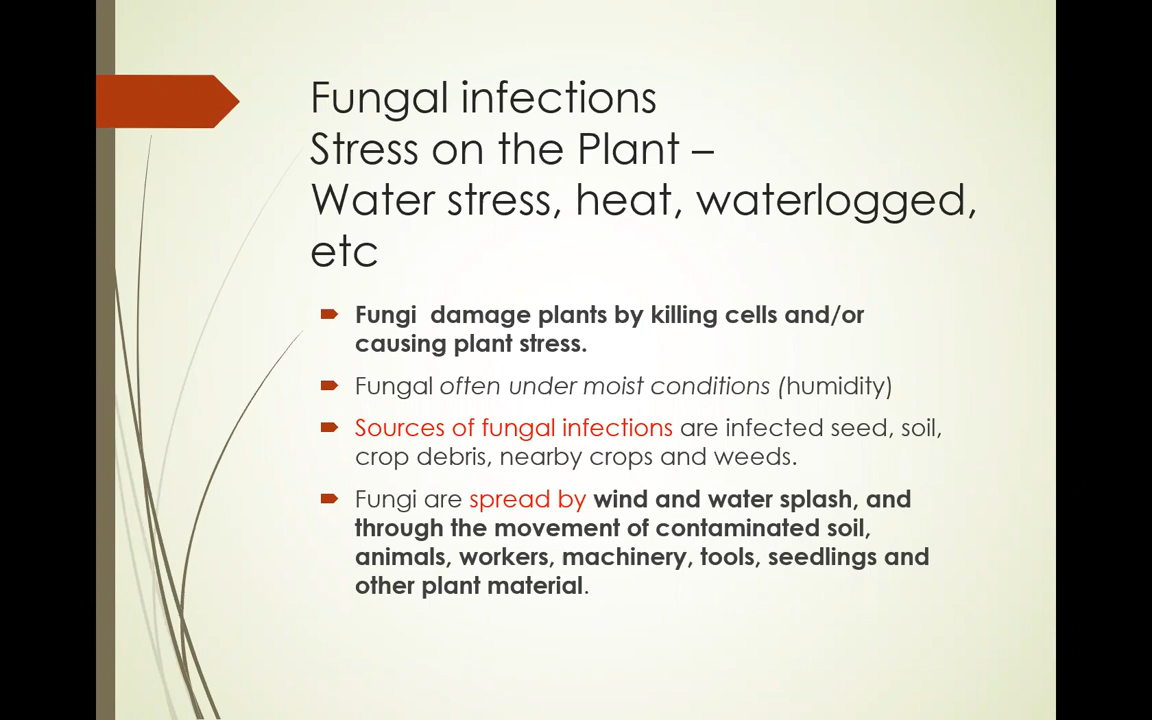 Fungal infections
Stress on the Plant –
Water stress, heat, waterlogged,
etc
Fungi  damage plants by killing cells and/or
causing plant stress.
Fungal often under moist conditions (humidity)
Sources of fungal infections are infected seed, soil,
crop debris, nearby crops and weeds.
Fungi are spread by wind and water splash, and
through the movement of contaminated soil,
animals, workers, machinery, tools, seedlings and
other plant material.